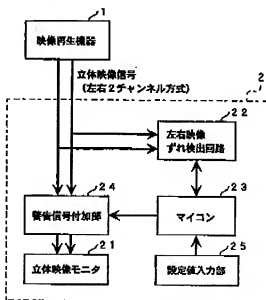 1
映像再生機器
立体映像信号
(左右2チャンネル方式)
2
22
左右映像
ずれ検出回路
24
23
警告信号付加部
マイコン
21
25
立体映像モニタ
設定値入力部